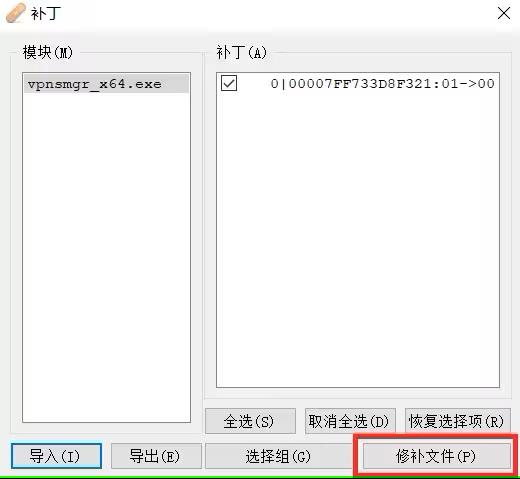 补丁
模块(M)
补丁(A)
vpnsmgr_x64.exe
0|00007FF733D8F321:01->00
全选(S)
取消全选(D)
恢复选择项(R)
导入(I)
导出(E)
选择组(G)
修补文件(P)